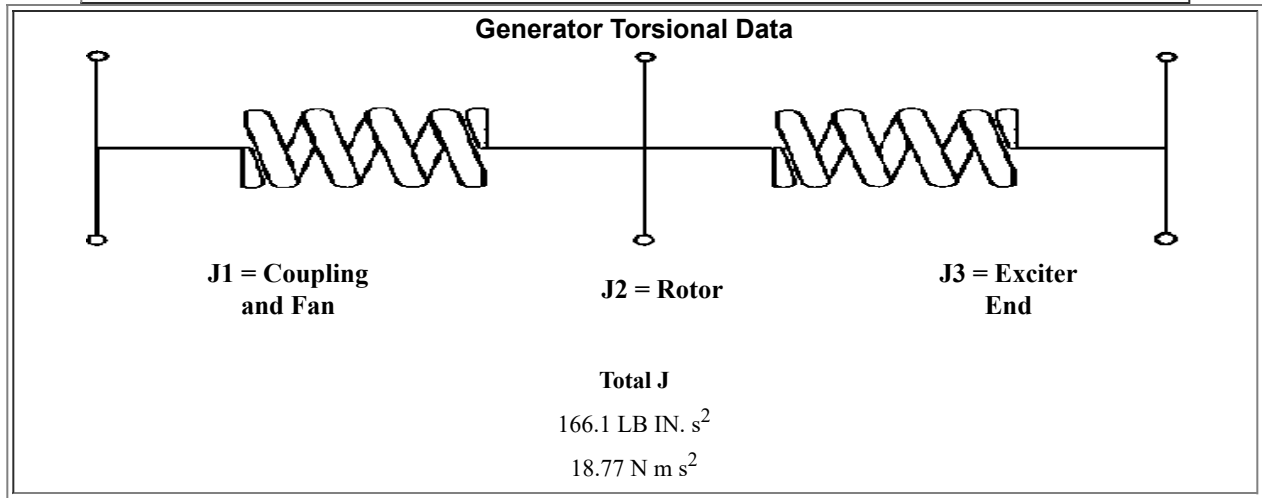 Generator Torsional Data
J1 = Coupling
and Fan
J2 = Rotor
J3 = Exciter
End
Total J
166.1 LB IN. s²
18.77 N m s²